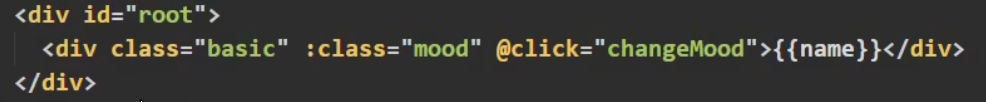 <div id="root">
<div class="basic" :class="mood" @click="changeMood">{{name}}</div>
</div>